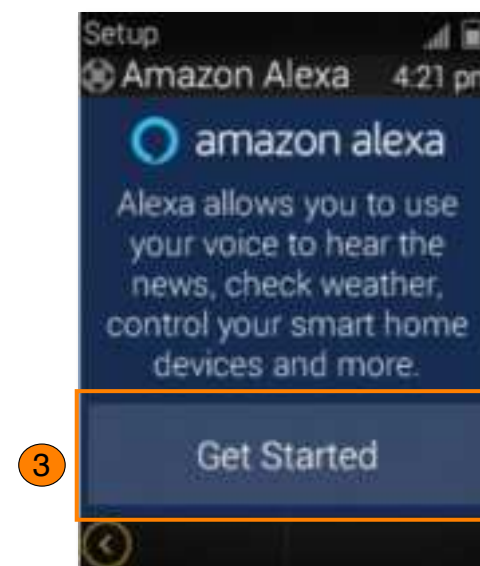 Setup
Amazon Alexa 4:21 pm
amazon alexa
Alexa allows you to use
your voice to hear the
news, check weather,
control your smart home
devices and more.
3
Get Started